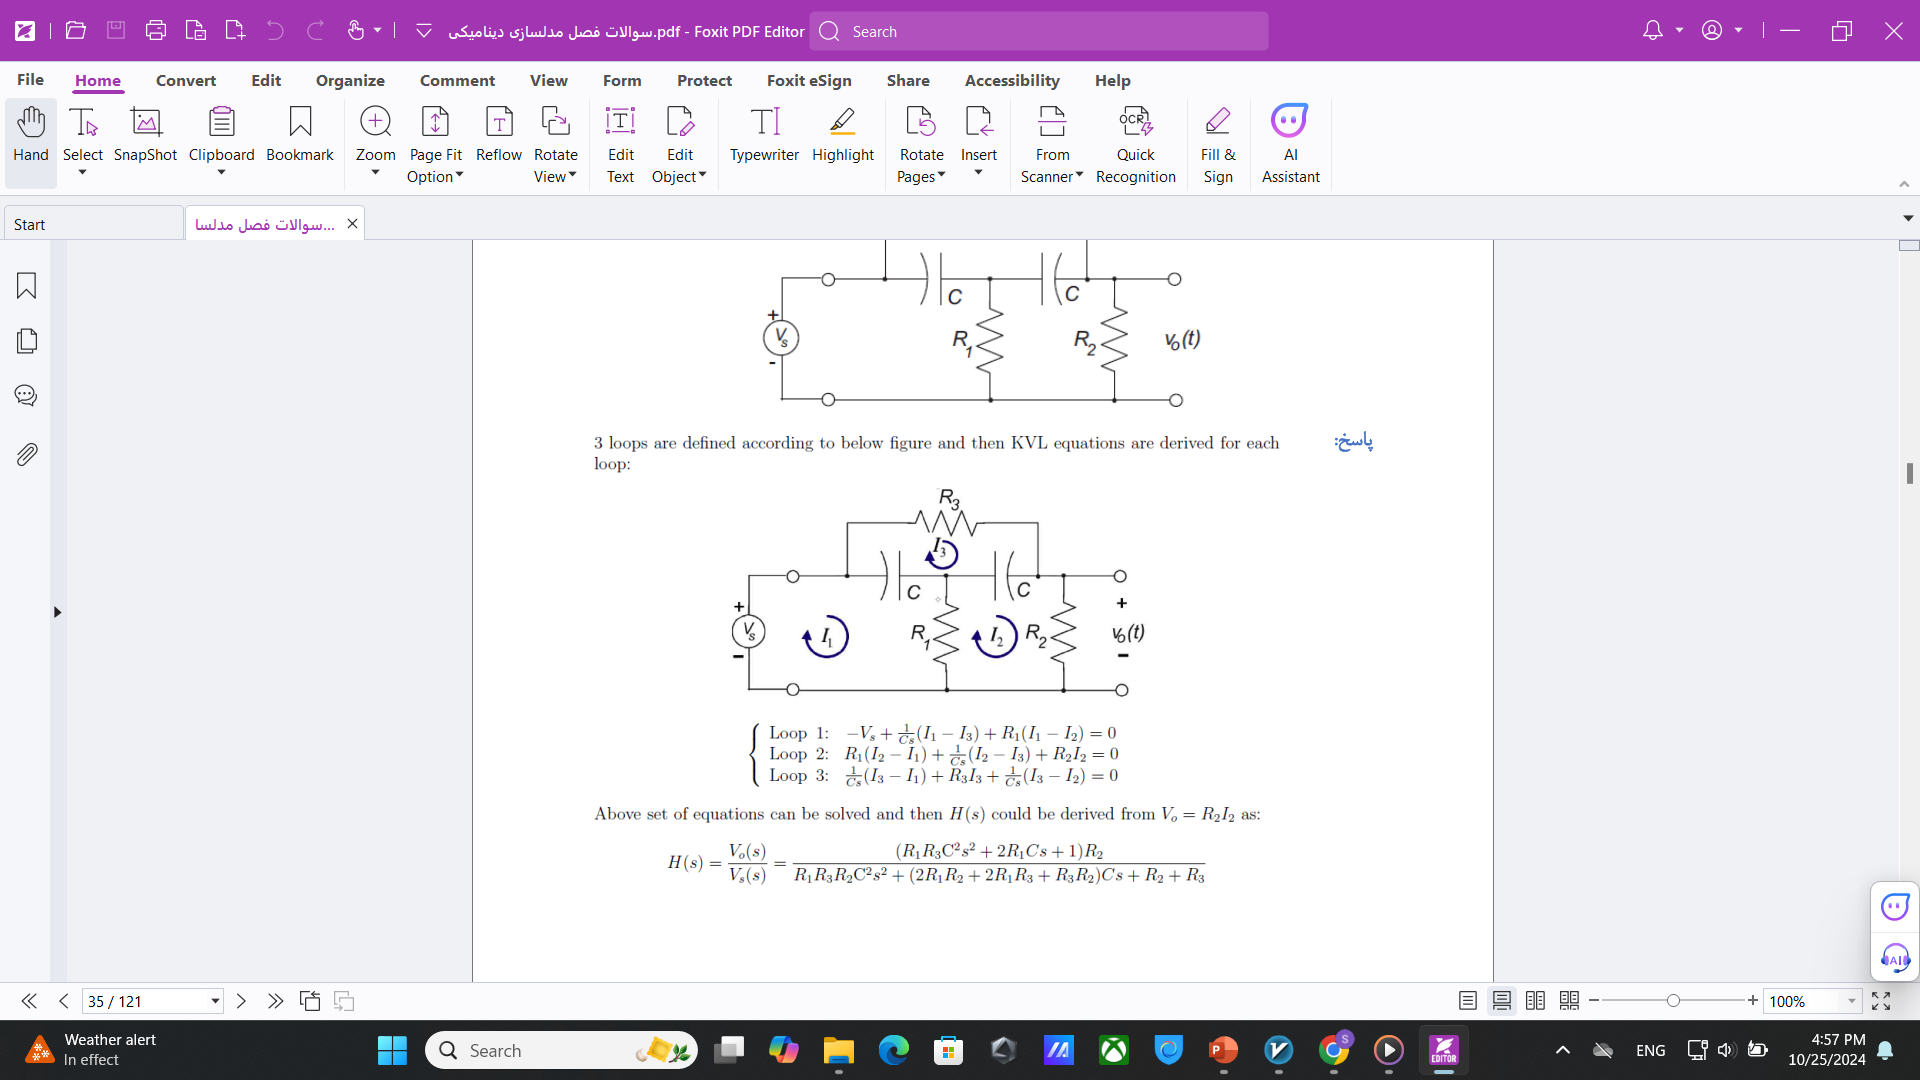 سوالات فصل مدلسازی دینامیکی.pdf - Foxit PDF Editor
Search
File Home Convert Edit Organize Comment View Form Protect Foxit eSign Share Accessibility Help
Hand Select SnapShot Clipboard Bookmark Zoom Page Fit Option Reflow Rotate View Edit Text Edit Object Typewriter Highlight Rotate Pages Insert From Scanner OCR Quick Recognition Fill & Sign AI Assistant
Start
سوالات فصل مدلسا...
C C
+ Vs - R1 R2 vo(t)
پاسخ:
3 loops are defined according to below figure and then KVL equations are derived for each
loop:
R3
I3
C C
+ Vs − I1 R1 I2 R2 + vo(t) −
Loop 1: −Vs + 1/Cs (I1 − I3) + R1(I1 − I2) = 0
Loop 2: R1(I2 − I1) + 1/Cs (I2 − I3) + R2I2 = 0
Loop 3: 1/Cs (I3 − I1) + R3I3 + 1/Cs (I3 − I2) = 0
Above set of equations can be solved and then H(s) could be derived from Vo = R2I2 as:
H(s) = Vo(s)/Vs(s) = (R1R3C²s² + 2R1Cs + 1)R2 / R1R3R2C²s² + (2R1R2 + 2R1R3 + R3R2)Cs + R2 + R3
AI
35 / 121
100%
Weather alert
In effect
Search
EDITOR
S
ENG
4:57 PM
10/25/2024